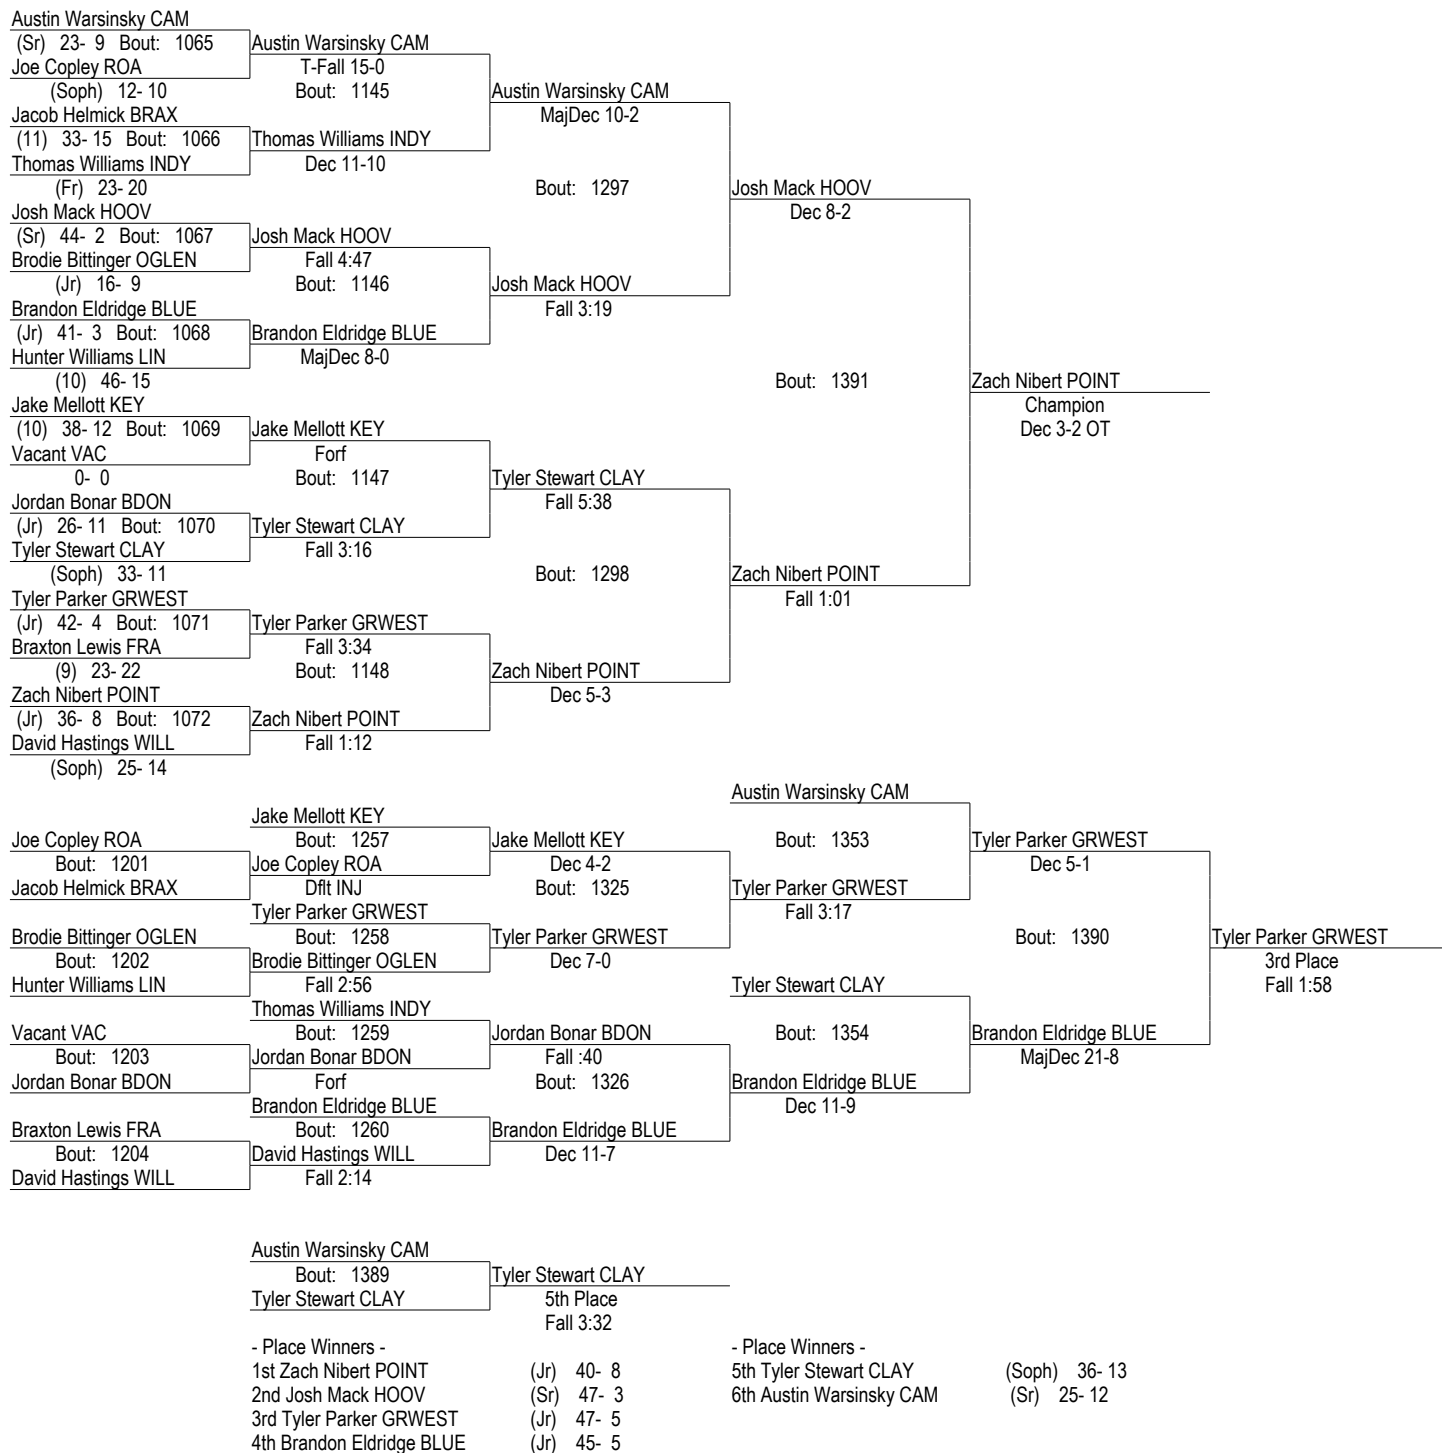 Austin Warsinsky CAM
(Sr) 23- 9 Bout: 1065 Austin Warsinsky CAM
Joe Copley ROA T-Fall 15-0
(Soph) 12- 10 Bout: 1145 Austin Warsinsky CAM
Jacob Helmick BRAX MajDec 10-2
(11) 33- 15 Bout: 1066 Thomas Williams INDY
Thomas Williams INDY Dec 11-10
(Fr) 23- 20 Bout: 1297 Josh Mack HOOV
Josh Mack HOOV Dec 8-2
(Sr) 44- 2 Bout: 1067 Josh Mack HOOV
Brodie Bittinger OGLEN Fall 4:47
(Jr) 16- 9 Bout: 1146 Josh Mack HOOV
Brandon Eldridge BLUE Fall 3:19
(Jr) 41- 3 Bout: 1068 Brandon Eldridge BLUE
Hunter Williams LIN MajDec 8-0
(10) 46- 15 Bout: 1391 Zach Nibert POINT
Jake Mellott KEY Champion
(10) 38- 12 Bout: 1069 Jake Mellott KEY Dec 3-2 OT
Vacant VAC Forf
0- 0 Bout: 1147 Tyler Stewart CLAY
Jordan Bonar BDON Fall 5:38
(Jr) 26- 11 Bout: 1070 Tyler Stewart CLAY
Tyler Stewart CLAY Fall 3:16
(Soph) 33- 11 Bout: 1298 Zach Nibert POINT
Tyler Parker GRWEST Fall 1:01
(Jr) 42- 4 Bout: 1071 Tyler Parker GRWEST
Braxton Lewis FRA Fall 3:34
(9) 23- 22 Bout: 1148 Zach Nibert POINT
Zach Nibert POINT Dec 5-3
(Jr) 36- 8 Bout: 1072 Zach Nibert POINT
David Hastings WILL Fall 1:12
(Soph) 25- 14
Austin Warsinsky CAM
Jake Mellott KEY
Joe Copley ROA Bout: 1257 Jake Mellott KEY Bout: 1353 Tyler Parker GRWEST
Bout: 1201 Joe Copley ROA Dec 4-2 Dec 5-1
Jacob Helmick BRAX Dflt INJ Bout: 1325 Tyler Parker GRWEST
Tyler Parker GRWEST Fall 3:17
Brodie Bittinger OGLEN Bout: 1258 Tyler Parker GRWEST Bout: 1390 Tyler Parker GRWEST
Bout: 1202 Brodie Bittinger OGLEN Dec 7-0 3rd Place
Hunter Williams LIN Fall 2:56 Tyler Stewart CLAY Fall 1:58
Thomas Williams INDY
Vacant VAC Bout: 1259 Jordan Bonar BDON Bout: 1354 Brandon Eldridge BLUE
Bout: 1203 Jordan Bonar BDON Fall :40 MajDec 21-8
Jordan Bonar BDON Forf Bout: 1326 Brandon Eldridge BLUE
Brandon Eldridge BLUE Dec 11-9
Braxton Lewis FRA Bout: 1260 Brandon Eldridge BLUE
Bout: 1204 David Hastings WILL Dec 11-7
David Hastings WILL Fall 2:14
Austin Warsinsky CAM
Bout: 1389 Tyler Stewart CLAY
Tyler Stewart CLAY 5th Place
Fall 3:32
- Place Winners - - Place Winners -
1st Zach Nibert POINT (Jr) 40- 8 5th Tyler Stewart CLAY (Soph) 36- 13
2nd Josh Mack HOOV (Sr) 47- 3 6th Austin Warsinsky CAM (Sr) 25- 12
3rd Tyler Parker GRWEST (Jr) 47- 5
4th Brandon Eldridge BLUE (Jr) 45- 5